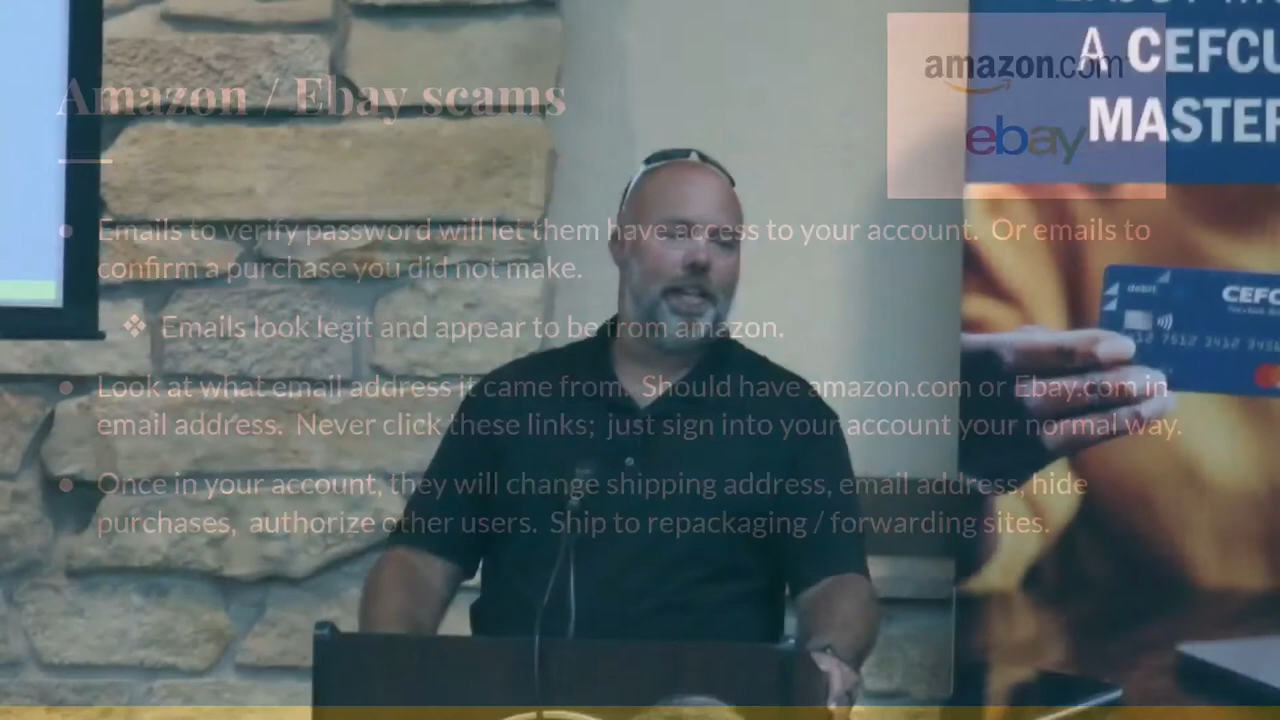 A CEFCU
MASTER
amazon.com
ebay
Amazon / Ebay scams
Emails to verify password will let them have access to your account. Or emails to
confirm a purchase you did not make.
Emails look legit and appear to be from amazon.
Look at what email address it came from. Should have amazon.com or Ebay.com in
email address. Never click these links; just sign into your account your normal way.
Once in your account, they will change shipping address, email address, hide
purchases, authorize other users. Ship to repackaging / forwarding sites.
debit
CEFC